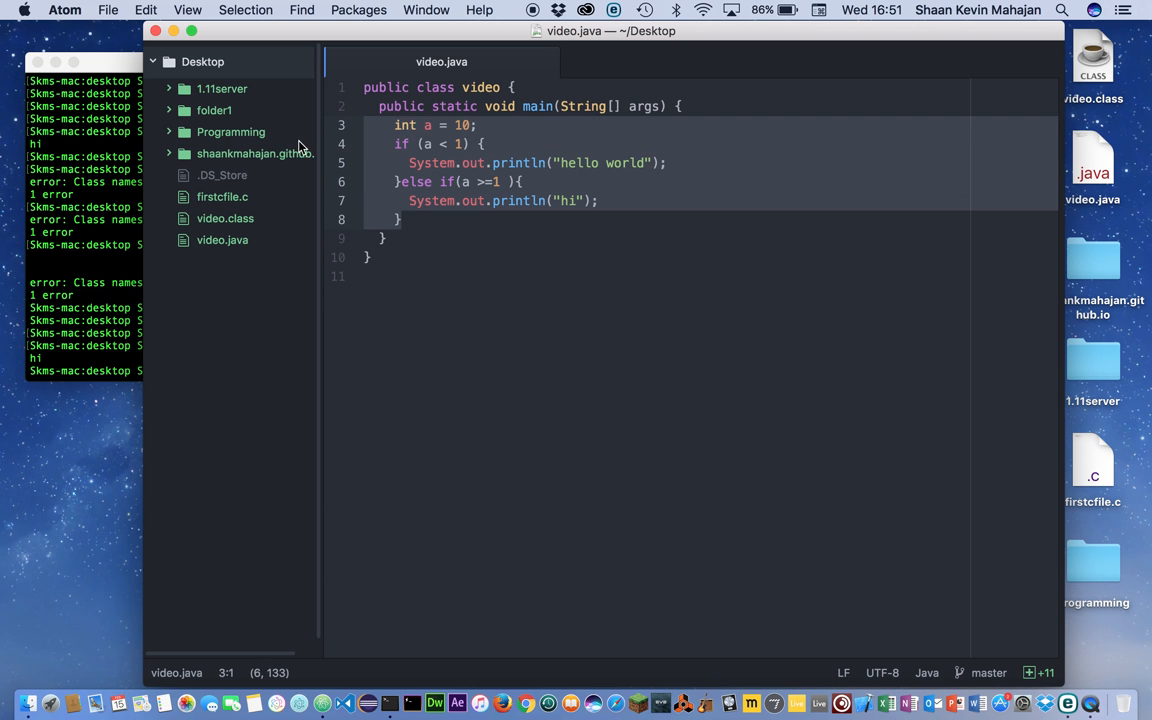 Atom File Edit View Selection Find Packages Window Help 86% Wed 16:51 Shaan Kevin Mahajan
video.java — ~/Desktop
[Skms-mac:desktop S
[Skms-mac:desktop S
[Skms-mac:desktop S
[Skms-mac:desktop S
[Skms-mac:desktop S
hi
[Skms-mac:desktop S
[Skms-mac:desktop S
error: Class names
1 error
[Skms-mac:desktop S
error: Class names
1 error
[Skms-mac:desktop S
error: Class names
1 error
[Skms-mac:desktop S
[Skms-mac:desktop S
[Skms-mac:desktop S
[Skms-mac:desktop S
hi
Skms-mac:desktop S
Desktop
1.11server
folder1
Programming
shaankmahajan.github.
.DS_Store
firstcfile.c
video.class
video.java
video.java
1 public class video {
2 public static void main(String[] args) {
3 int a = 10;
4 if (a < 1) {
5 System.out.println("hello world");
6 }else if(a >=1 ){
7 System.out.println("hi");
8 }
9 }
10 }
11
video.java 3:1 (6, 133) LF UTF-8 Java master +11
CLASS
video.class
.java
video.java
ankmahajan.git
hub.io
1.11server
.C
firstcfile.c
rogramming
15
Dw
Ae